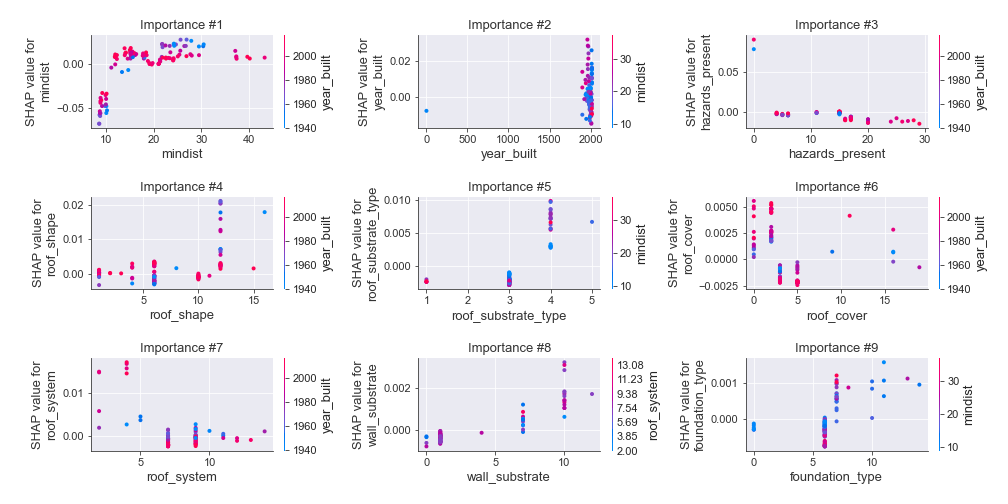 Importance #1
Importance #2
Importance #3
SHAP value for
mindist
0.00
−0.05
10
20
30
40
mindist
2000
1980
1960
1940
year_built
SHAP value for
year_built
0.02
0.00
0
500
1000
1500
2000
year_built
30
20
10
mindist
SHAP value for
hazards_present
0.05
0.00
0
10
20
30
hazards_present
2000
1980
1960
1940
year_built
Importance #4
Importance #5
Importance #6
SHAP value for
roof_shape
0.02
0.01
0.00
5
10
15
roof_shape
2000
1980
1960
1940
year_built
SHAP value for
roof_substrate_type
0.010
0.005
0.000
1
2
3
4
5
roof_substrate_type
30
20
10
mindist
SHAP value for
roof_cover
0.0050
0.0025
0.0000
−0.0025
0
5
10
15
roof_cover
2000
1980
1960
1940
year_built
Importance #7
Importance #8
Importance #9
SHAP value for
roof_system
0.01
0.00
5
10
roof_system
2000
1980
1960
1940
year_built
SHAP value for
wall_substrate
0.002
0.000
0
5
10
wall_substrate
13.08
11.23
9.38
7.54
5.69
3.85
2.00
roof_system
SHAP value for
foundation_type
0.001
0.000
0
5
10
foundation_type
30
20
10
mindist